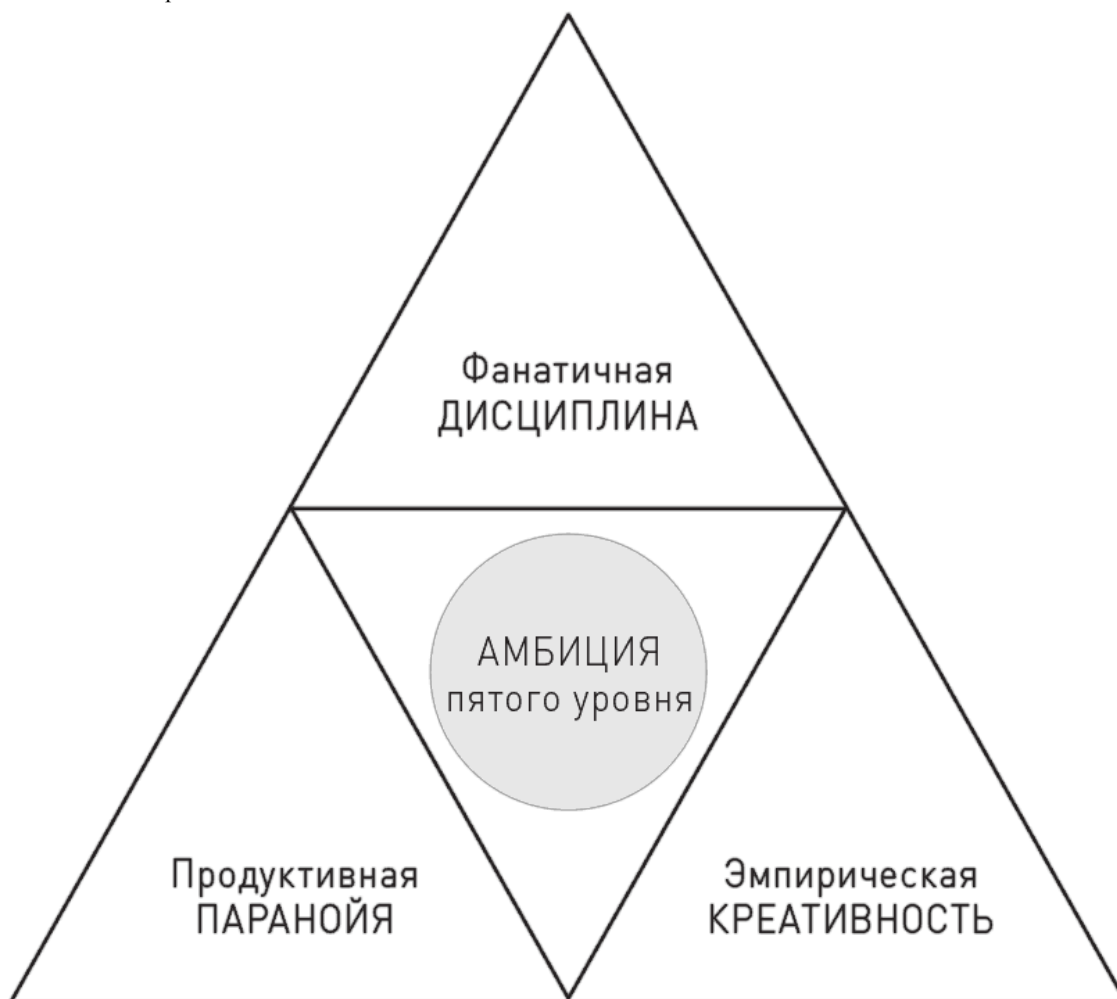 Фанатичная
ДИСЦИПЛИНА
АМБИЦИЯ
пятого уровня
Продуктивная
ПАРАНОЙЯ
Эмпирическая
КРЕАТИВНОСТЬ